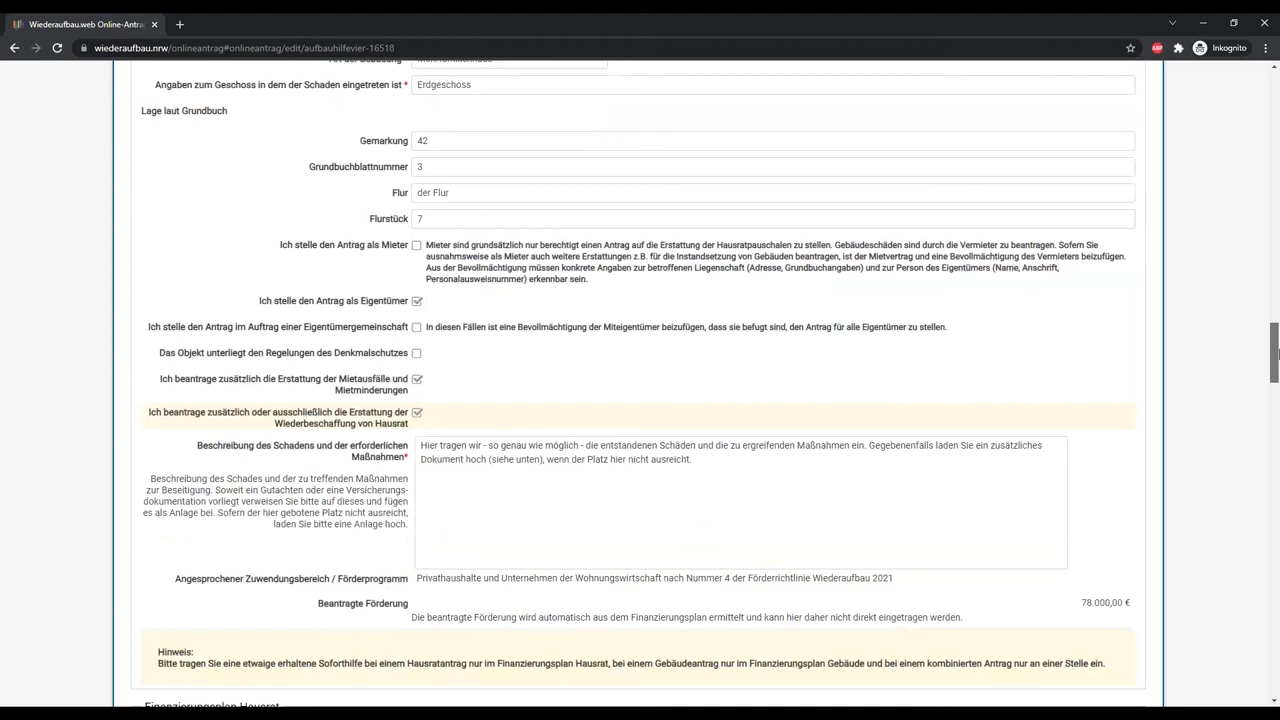 Wiederaufbau.web Online-Antra
wiederaufbau.nrw/onlineantrag#onlineantrag/edit/aufbauhilfevier-16518
ABP
Inkognito
Angaben zum Geschoss in dem der Schaden eingetreten ist * Erdgeschoss
Lage laut Grundbuch
Gemarkung 42
Grundbuchblattnummer 3
Flur der Flur
Flurstück 7
Ich stelle den Antrag als Mieter Mieter sind grundsätzlich nur berechtigt einen Antrag auf die Erstattung der Hausratpauschalen zu stellen. Gebäudeschäden sind durch die Vermieter zu beantragen. Sofern Sie
ausnahmsweise als Mieter auch weitere Erstattungen z.B. für die Instandsetzung von Gebäuden beantragen, ist der Mietvertrag und eine Bevollmächtigung des Vermieters beizufügen.
Aus der Bevollmächtigung müssen konkrete Angaben zur betroffenen Liegenschaft (Adresse, Grundbuchangaben) und zur Person des Eigentümers (Name, Anschrift,
Personalausweisnummer) erkennbar sein.
Ich stelle den Antrag als Eigentümer
Ich stelle den Antrag im Auftrag einer Eigentümergemeinschaft In diesen Fällen ist eine Bevollmächtigung der Miteigentümer beizufügen, dass sie befugt sind, den Antrag für alle Eigentümer zu stellen.
Das Objekt unterliegt den Regelungen des Denkmalschutzes
Ich beantrage zusätzlich die Erstattung der Mietausfälle und
Mietminderungen
Ich beantrage zusätzlich oder ausschließlich die Erstattung der
Wiederbeschaffung von Hausrat
Beschreibung des Schadens und der erforderlichen
Maßnahmen*
Hier tragen wir - so genau wie möglich - die entstandenen Schäden und die zu ergreifenden Maßnahmen ein. Gegebenenfalls laden Sie ein zusätzliches
Dokument hoch (siehe unten), wenn der Platz hier nicht ausreicht.
Beschreibung des Schades und der zu treffenden Maßnahmen
zur Beseitigung. Soweit ein Gutachten oder eine Versicherungs-
dokumentation vorliegt verweisen Sie bitte auf dieses und fügen
es als Anlage bei. Sofern der hier gebotene Platz nicht ausreicht,
laden Sie bitte eine Anlage hoch.
Angesprochener Zuwendungsbereich / Förderprogramm Privathaushalte und Unternehmen der Wohnungswirtschaft nach Nummer 4 der Förderrichtlinie Wiederaufbau 2021
Beantragte Förderung 78.000,00 €
Die beantragte Förderung wird automatisch aus dem Finanzierungsplan ermittelt und kann hier daher nicht direkt eingetragen werden.
Hinweis:
Bitte tragen Sie eine etwaige erhaltene Soforthilfe bei einem Hausratantrag nur im Finanzierungsplan Hausrat, bei einem Gebäudeantrag nur im Finanzierungsplan Gebäude und bei einem kombinierten Antrag nur an einer Stelle ein.
Finanzierungsplan Hausrat